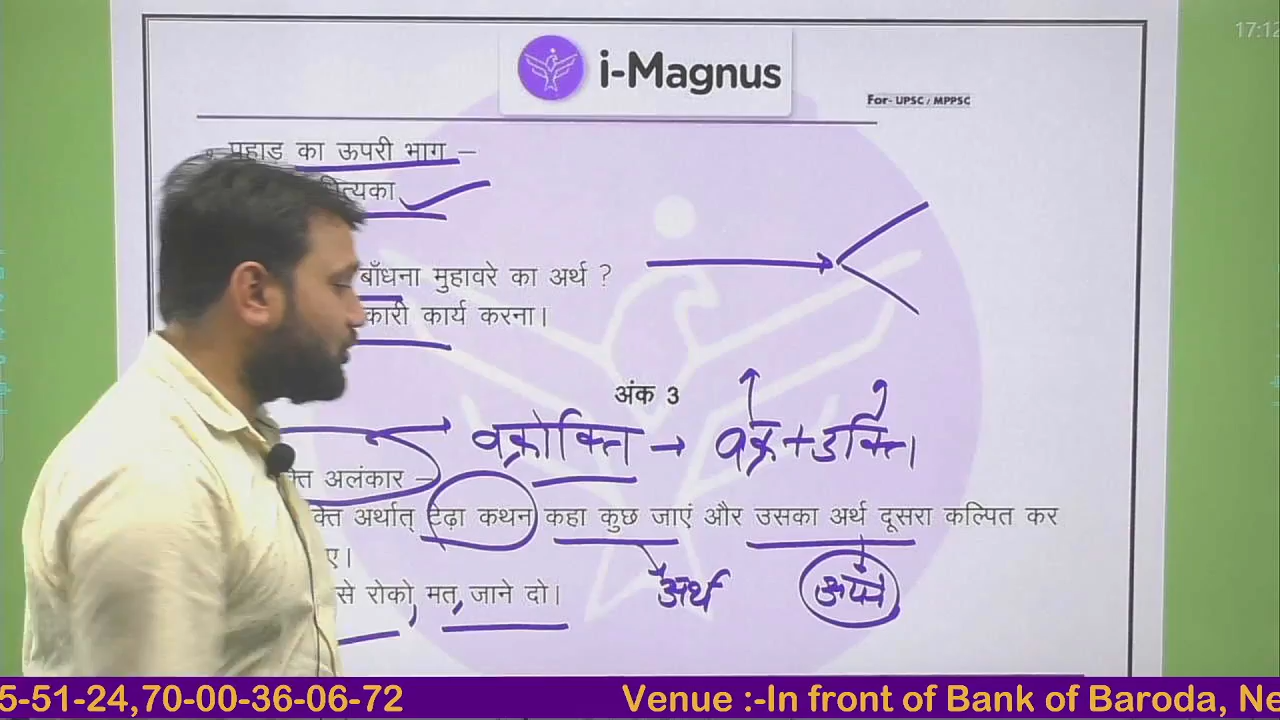 17:12
i-Magnus
For- UPSC / MPPSC
पहाड़ का ऊपरी भाग –
त्यका
बाँधना मुहावरे का अर्थ ?
कारी कार्य करना।
अंक 3
वक्रोक्ति → वक्र + उक्ति।
क्ति अलंकार –
क्ति अर्थात् टेढ़ा कथन कहा कुछ जाएं और उसका अर्थ दूसरा कल्पित कर
ए।
से रोको, मत, जाने दो।
अर्थ
5-51-24,70-00-36-06-72 Venue :-In front of Bank of Baroda, Ne